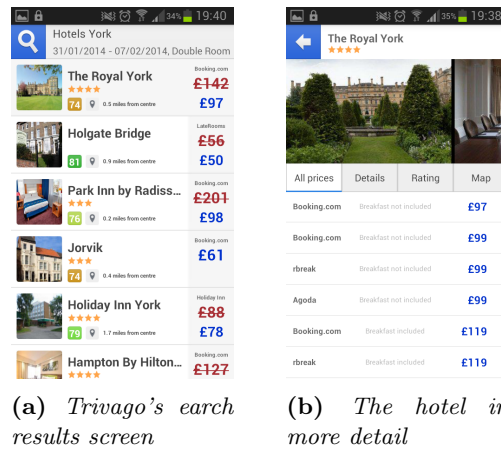 34% 19:40
Hotels York
31/01/2014 - 07/02/2014, Double Room
The Royal York
Booking.com
£142
74 0.5 miles from centre
£97
Holgate Bridge
LateRooms
£56
81 0.9 miles from centre
£50
Park Inn by Radiss...
Booking.com
£201
76 0.2 miles from centre
£98
Jorvik
Booking.com
£61
74 0.4 miles from centre
Holiday Inn York
Holiday Inn
£88
79 1.7 miles from centre
£78
Hampton By Hilton...
Booking.com
£127
(a) Trivago's earch
results screen
35% 19:38
The Royal York
All prices Details Rating Map
Booking.com Breakfast not included £97
Booking.com Breakfast not included £99
rbreak Breakfast not included £99
Agoda Breakfast not included £99
Booking.com Breakfast included £119
rbreak Breakfast included £119
(b) The hotel in
more detail